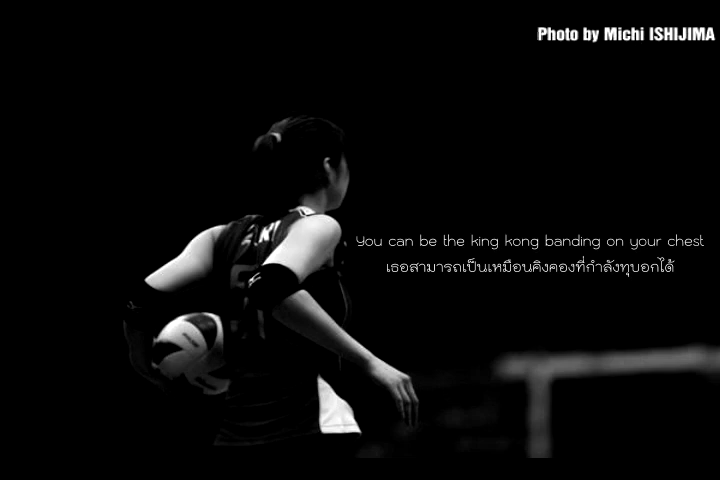 Photo by Michi ISHIJIMA
You can be the king kong banding on your chest
เธอสามารถเป็นเหมือนคิงคองที่กำลังทุบอกได้